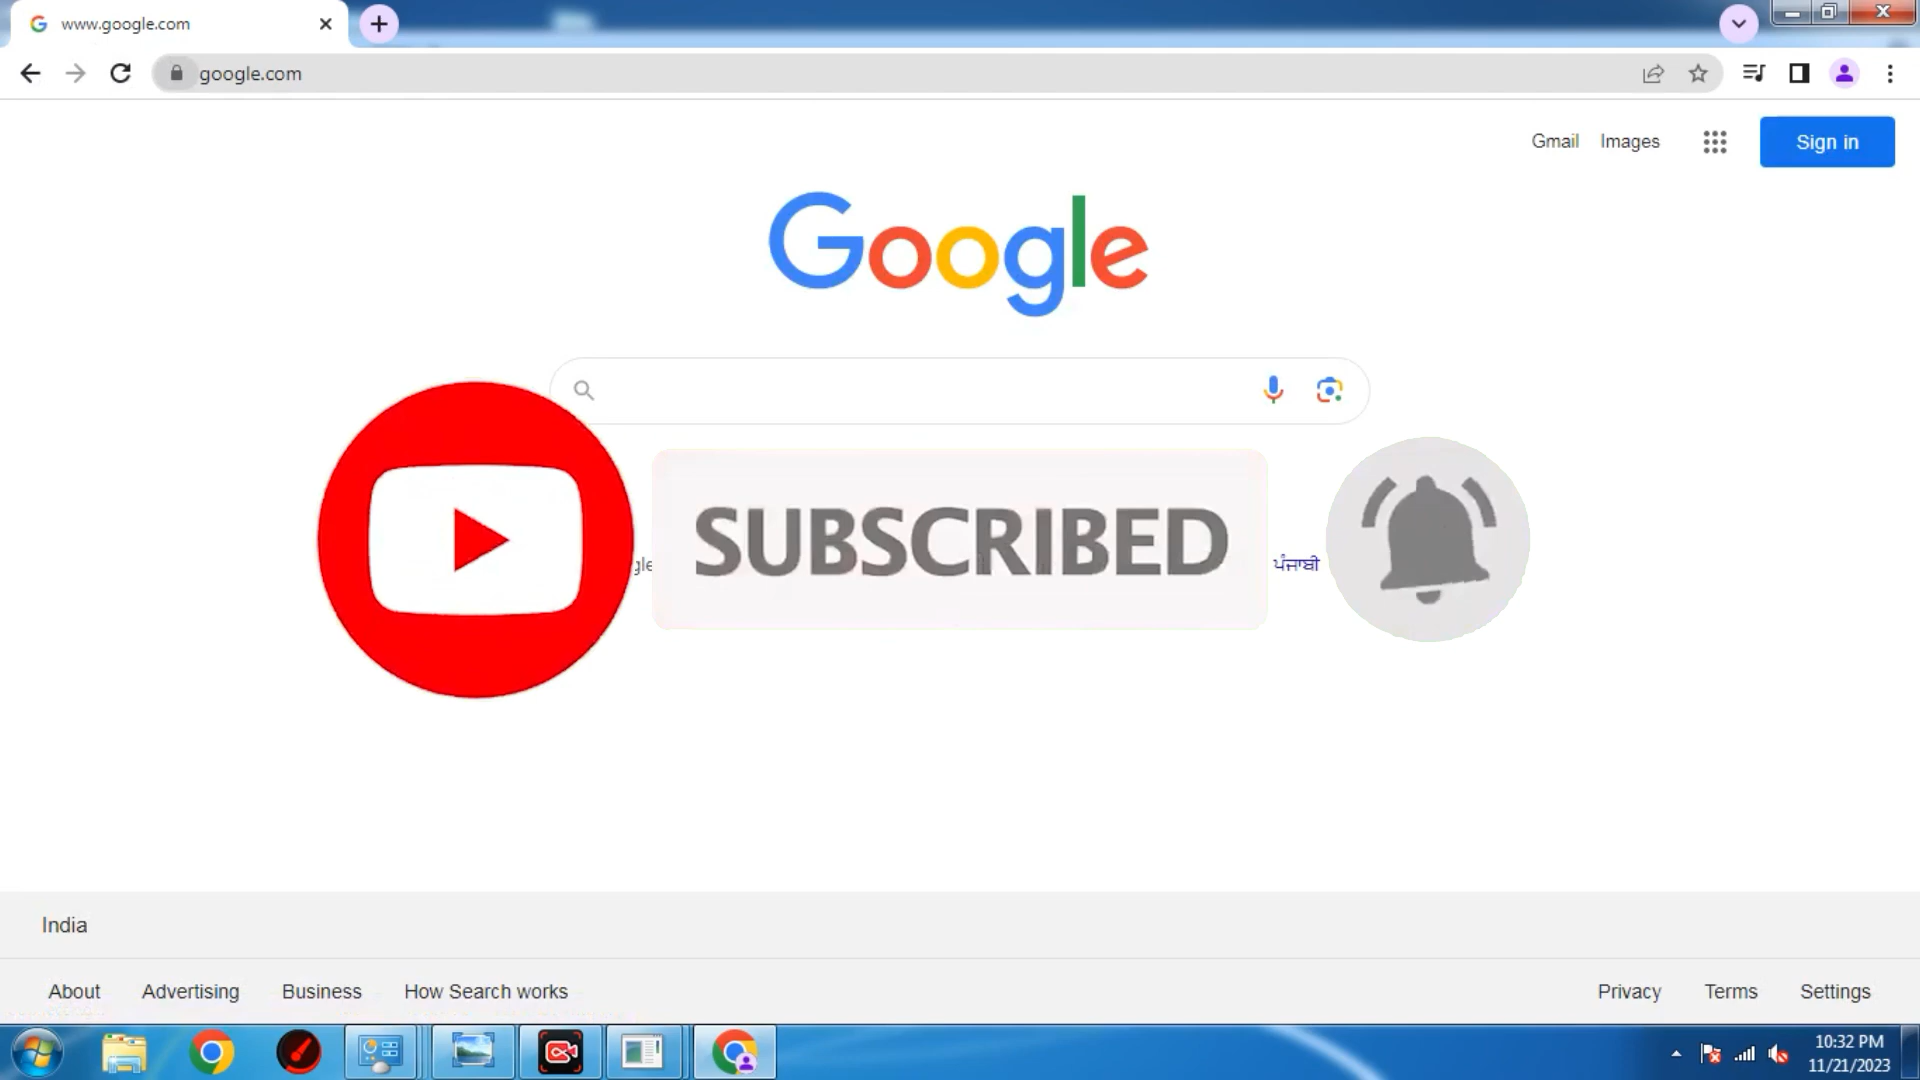 www.google.com
google.com
Gmail Images Sign in
Google
SUBSCRIBED
ਪੰਜਾਬੀ
India
About Advertising Business How Search works Privacy Terms Settings
10:32 PM
11/21/2023